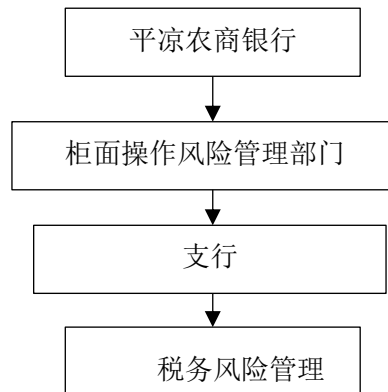 平凉农商银行
柜面操作风险管理部门
支行
税务风险管理